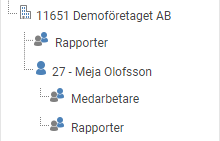 11651 Demoföretaget AB
Rapporter
27 - Meja Olofsson
Medarbetare
Rapporter